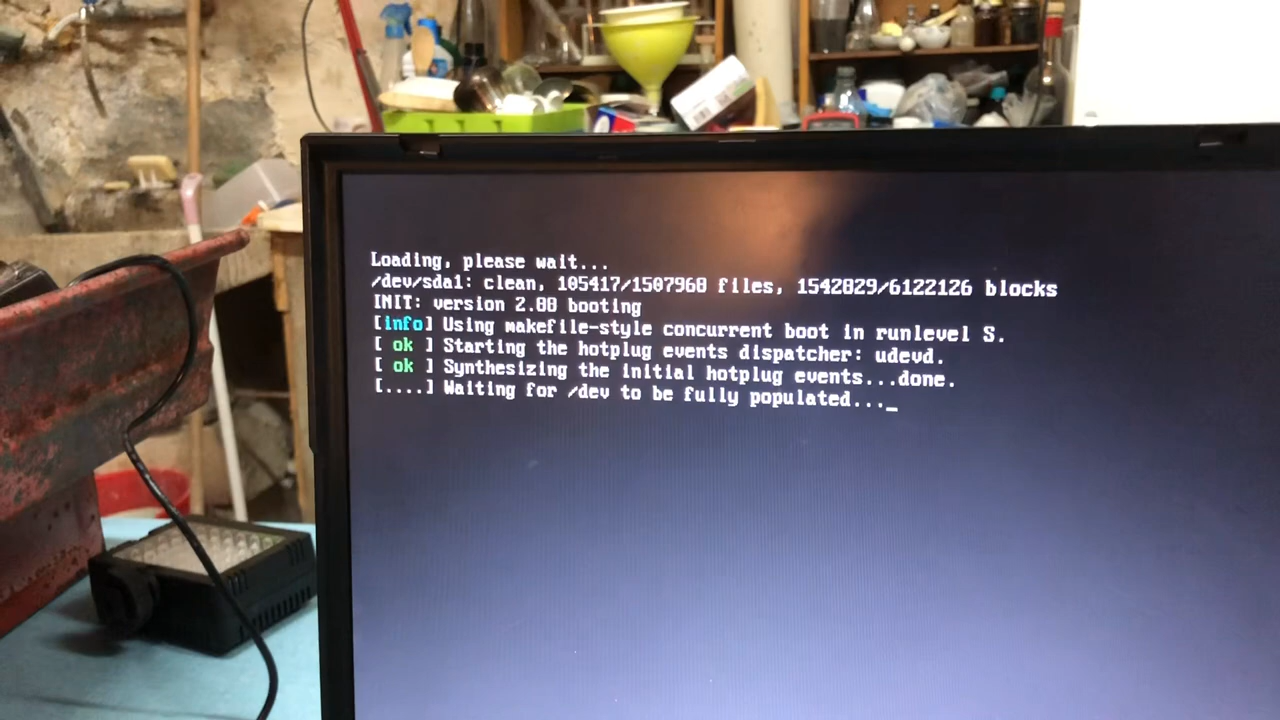 Loading, please wait...
/dev/sda1: clean, 105417/1507968 files, 1542829/6122126 blocks
INIT: version 2.88 booting
[info] Using makefile-style concurrent boot in runlevel S.
[ ok ] Starting the hotplug events dispatcher: udevd.
[ ok ] Synthesizing the initial hotplug events...done.
[....] Waiting for /dev to be fully populated..._